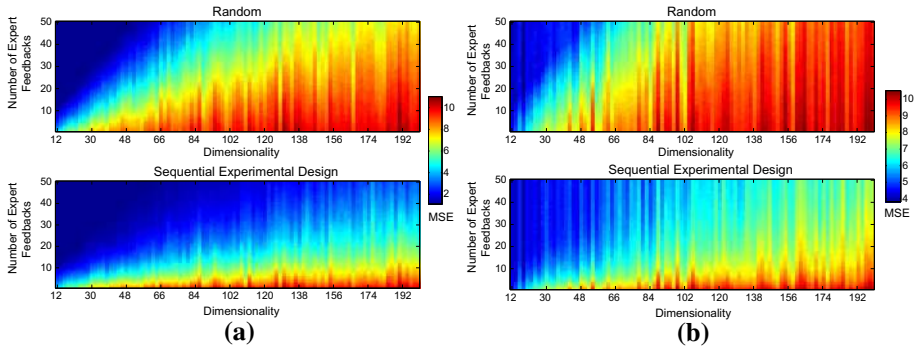 Random
Number of Expert
Feedbacks
50
40
30
20
10
12 30 48 66 84 102 120 138 156 174 192
Dimensionality
Sequential Experimental Design
Number of Expert
Feedbacks
50
40
30
20
10
12 30 48 66 84 102 120 138 156 174 192
Dimensionality
10
8
6
4
2
MSE
(a)
Random
Number of Expert
Feedbacks
50
40
30
20
10
12 30 48 66 84 102 120 138 156 174 192
Dimensionality
Sequential Experimental Design
Number of Expert
Feedbacks
50
40
30
20
10
12 30 48 66 84 102 120 138 156 174 192
Dimensionality
10
9
8
7
6
5
4
MSE
(b)